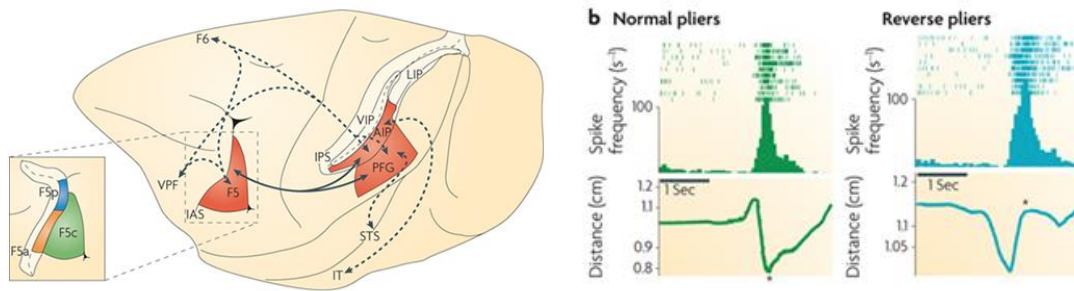 F6
LIP
VIP
AIP
IPS
PFG
VPF
F5
IAS
STS
IT
F5p
F5c
F5a
b Normal pliers
Reverse pliers
Spike
frequency (s⁻¹)
100
Spike
frequency (s⁻¹)
100
1 Sec
Distance (cm)
1.2
1.1
0.9
0.8
*
1 Sec
Distance (cm)
1.2
1.1
1.05
*